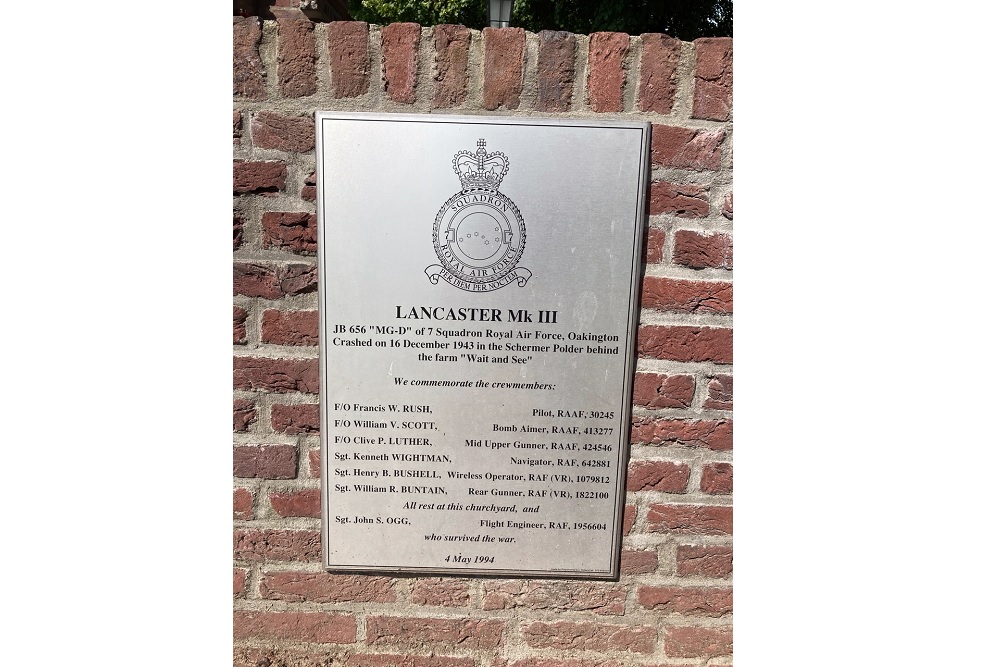 SQUADRON
7 7
ROYAL AIR FORCE
PER DIEM PER NOCTEM
LANCASTER Mk III
JB 656 "MG-D" of 7 Squadron Royal Air Force, Oakington
Crashed on 16 December 1943 in the Schermer Polder behind
the farm "Wait and See"
We commemorate the crewmembers:
F/O Francis W. RUSH, Pilot, RAAF, 30245
F/O William V. SCOTT, Bomb Aimer, RAAF, 413277
F/O Clive P. LUTHER, Mid Upper Gunner, RAAF, 424546
Sgt. Kenneth WIGHTMAN, Navigator, RAF, 642881
Sgt. Henry B. BUSHELL, Wireless Operator, RAF (VR), 1079812
Sgt. William R. BUNTAIN, Rear Gunner, RAF (VR), 1822100
All rest at this churchyard, and
Sgt. John S. OGG, Flight Engineer, RAF, 1956604
who survived the war.
4 May 1994